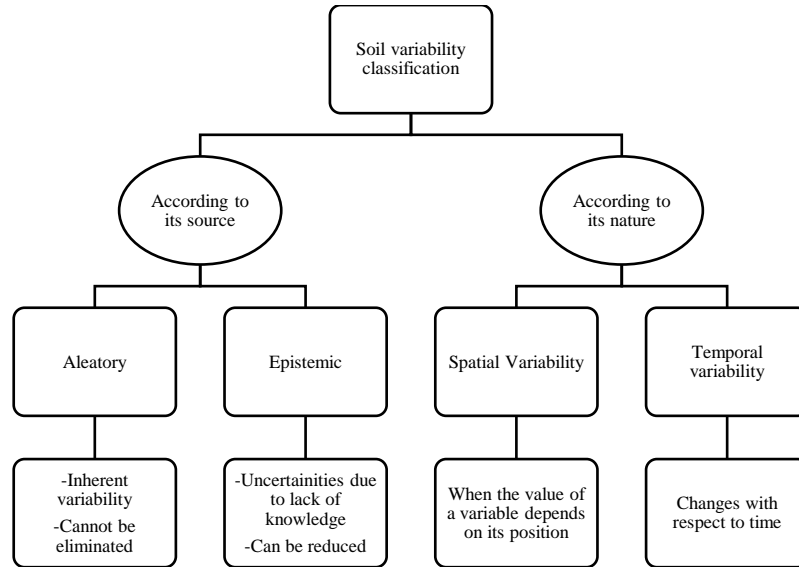 Soil variability
classification
According to
its source
According to
its nature
Aleatory
Epistemic
Spatial Variability
Temporal
variability
-Inherent
variability
-Cannot be
eliminated
-Uncertainities due
to lack of
knowledge
-Can be reduced
When the value of
a variable depends
on its position
Changes with
respect to time